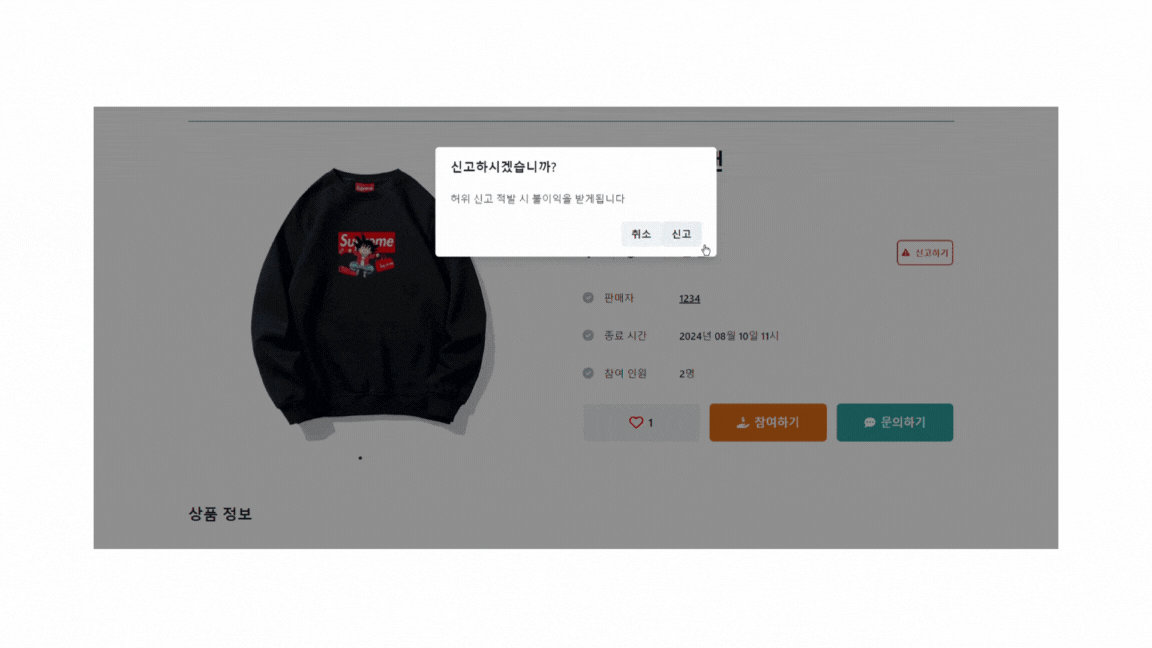 신고하시겠습니까?
허위 신고 적발 시 불이익을 받게됩니다
취소 신고
신고하기
Supreme
판매자 1234
종료 시간 2024년 08월 10일 11시
참여 인원 2명
1 참여하기 문의하기
상품 정보